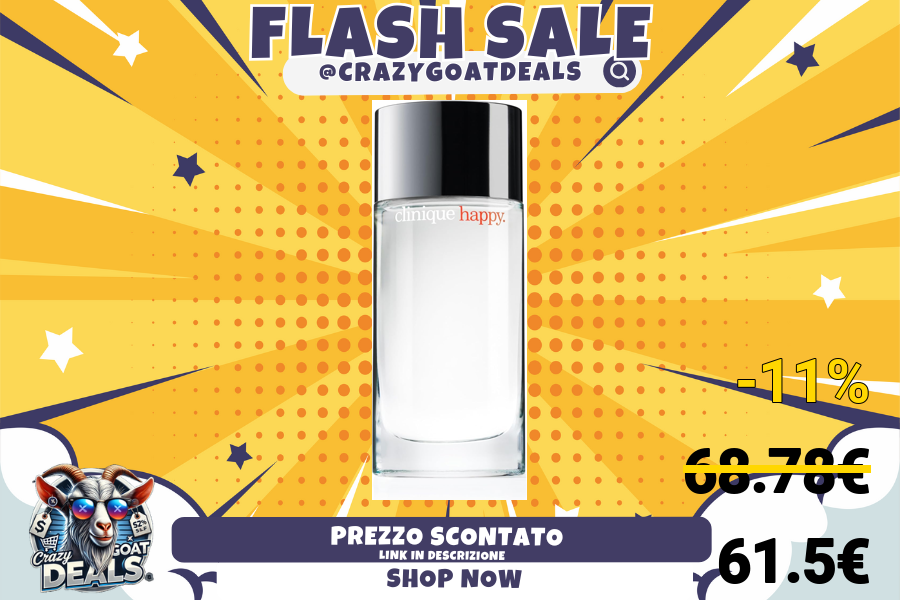 FLASH SALE
@CRAZYGOATDEALS
clinique happy.
-11%
68.78€
61.5€
PREZZO SCONTATO
LINK IN DESCRIZIONE
SHOP NOW
$
52%
Crazy
GOAT
DEALS